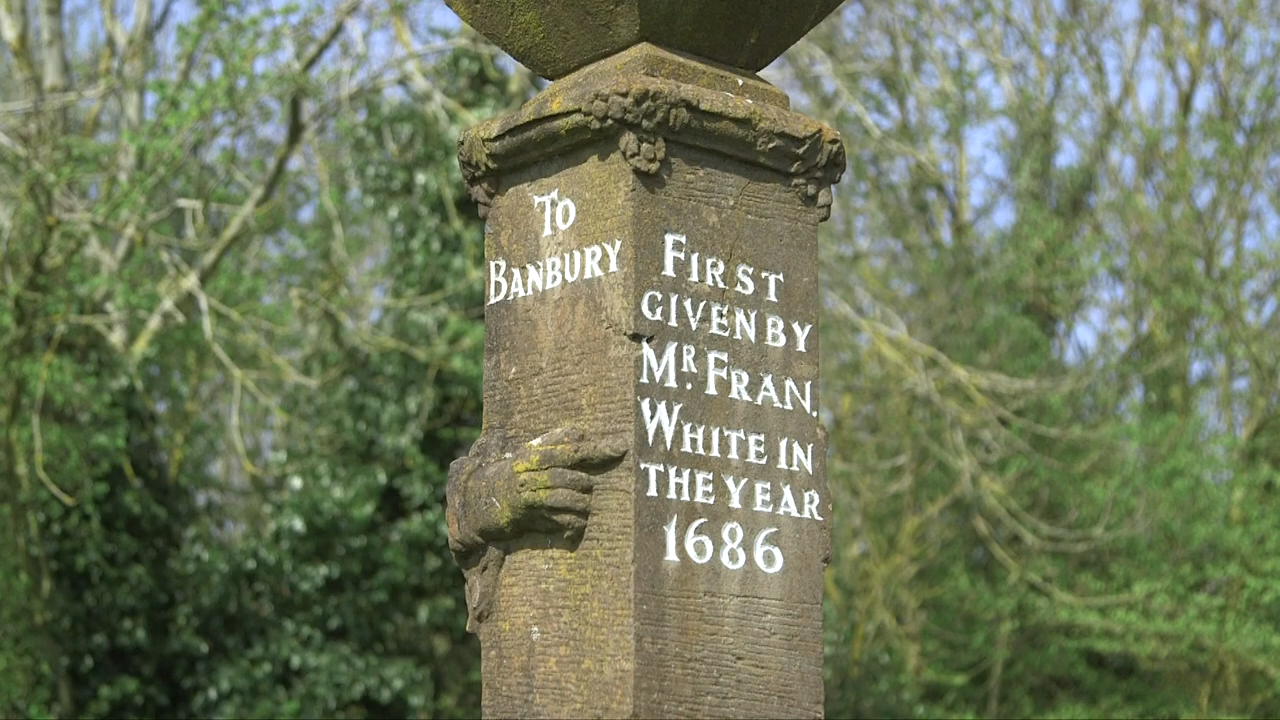 To
BANBURY
FIRST
GIVEN BY
MR. FRAN.
WHITE IN
THE YEAR
1686